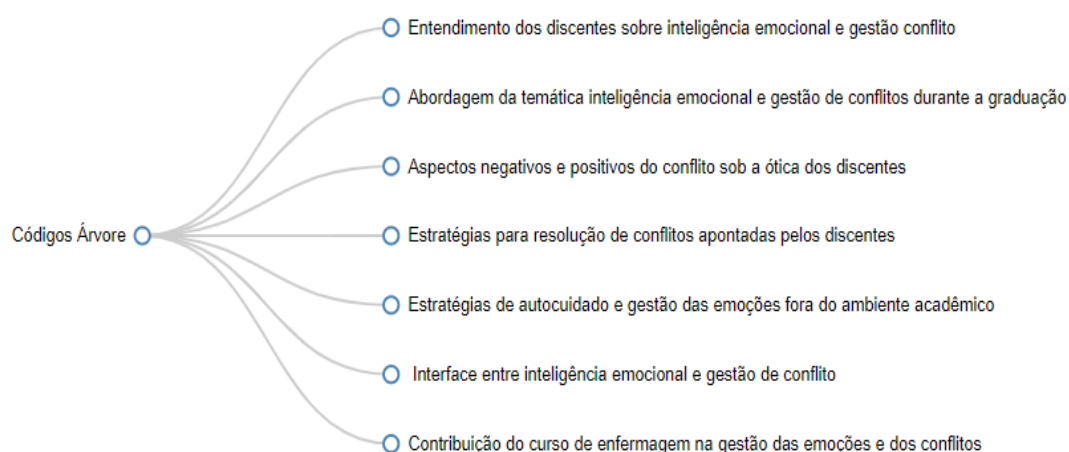 Entendimento dos discentes sobre inteligência emocional e gestão conflito
Abordagem da temática inteligência emocional e gestão de conflitos durante a graduação
Aspectos negativos e positivos do conflito sob a ótica dos discentes
Códigos Árvore
Estratégias para resolução de conflitos apontadas pelos discentes
Estratégias de autocuidado e gestão das emoções fora do ambiente acadêmico
Interface entre inteligência emocional e gestão de conflito
Contribuição do curso de enfermagem na gestão das emoções e dos conflitos